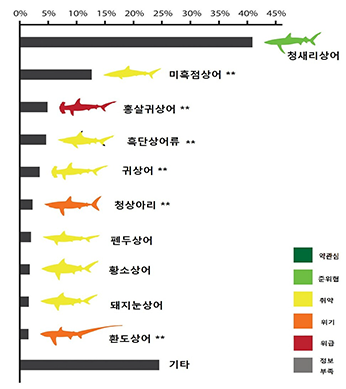 0% 5% 10% 15% 20% 25% 30% 35% 40% 45%
청새리상어
미흑점상어 **
홍살귀상어 **
흑단상어류 **
귀상어 **
청상아리 **
펜두상어
황소상어
돼지눈상어
환도상어 **
기타
약관심
준위협
취약
위기
위급
정보
부족